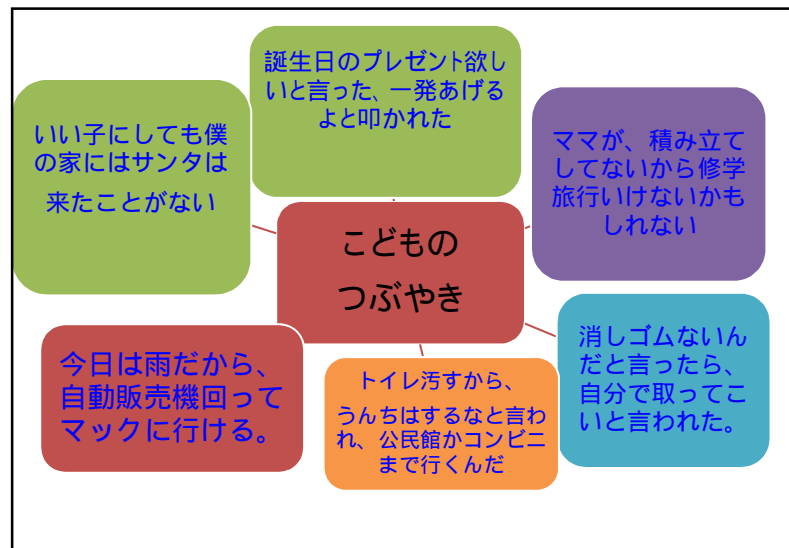 誕生日のプレゼント欲し
いと言った、一発あげる
よと叩かれた
いい子にしても僕
の家にはサンタは
来たことがない
ママが、積み立て
してないから修学
旅行いけないかも
しれない
こどもの
つぶやき
今日は雨だから、
自動販売機回って
マックに行ける。
トイレ汚すから、
うんちはするなと言わ
れ、公民館かコンビニ
まで行くんだ
消しゴムないん
だと言ったら、
自分で取ってこ
いと言われた。